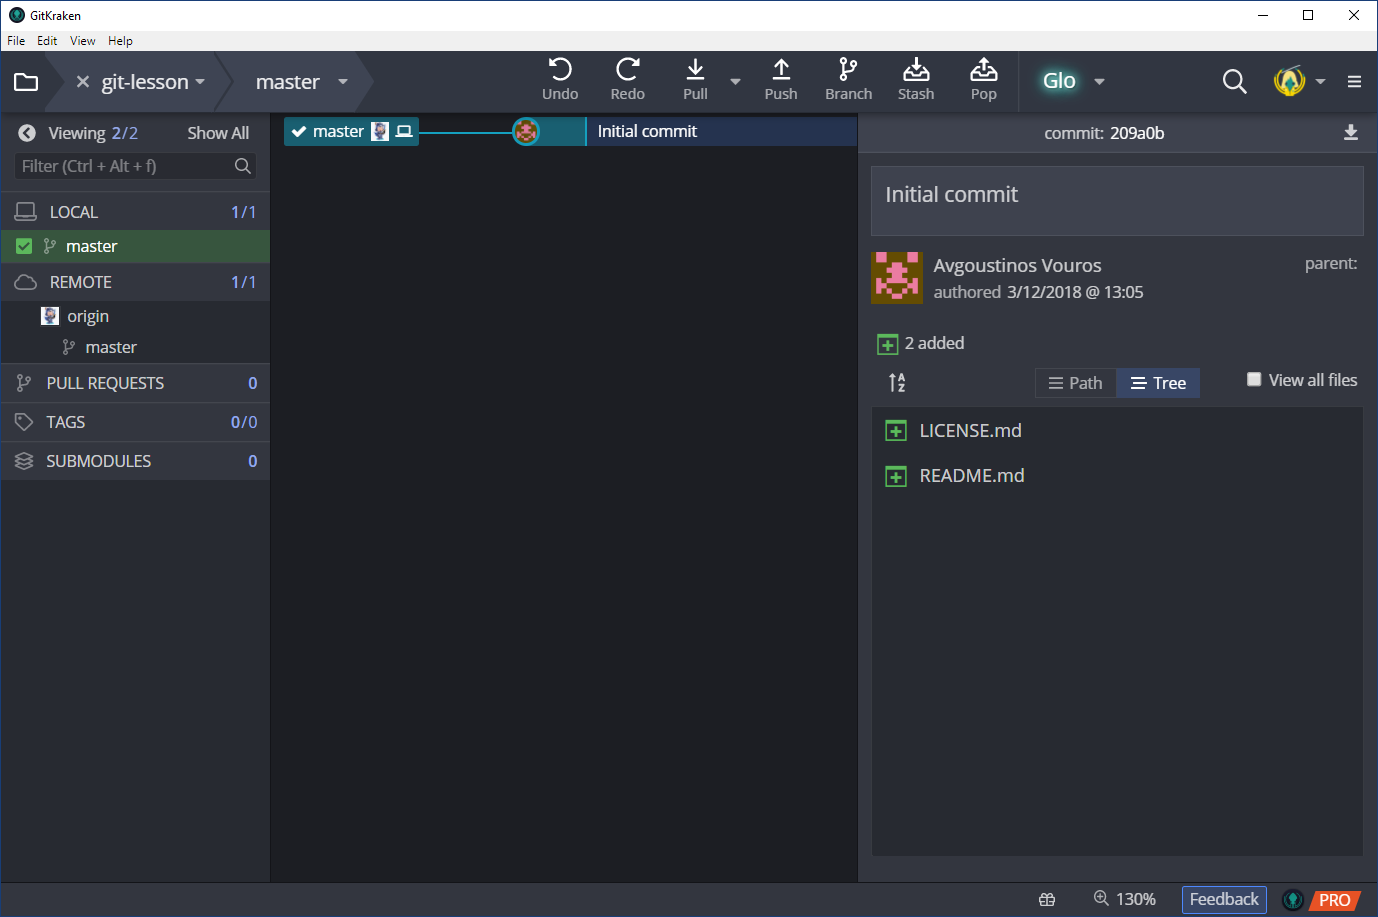 GitKraken
File Edit View Help
git-lesson master Undo Redo Pull Push Branch Stash Pop Glo
Viewing 2/2 Show All
Filter (Ctrl + Alt + f)
LOCAL 1/1
master
REMOTE 1/1
origin
master
PULL REQUESTS 0
TAGS 0/0
SUBMODULES 0
master Initial commit
commit: 209a0b
Initial commit
Avgoustinos Vouros parent:
authored 3/12/2018 @ 13:05
2 added
A
Z Path Tree View all files
LICENSE.md
README.md
130% Feedback PRO